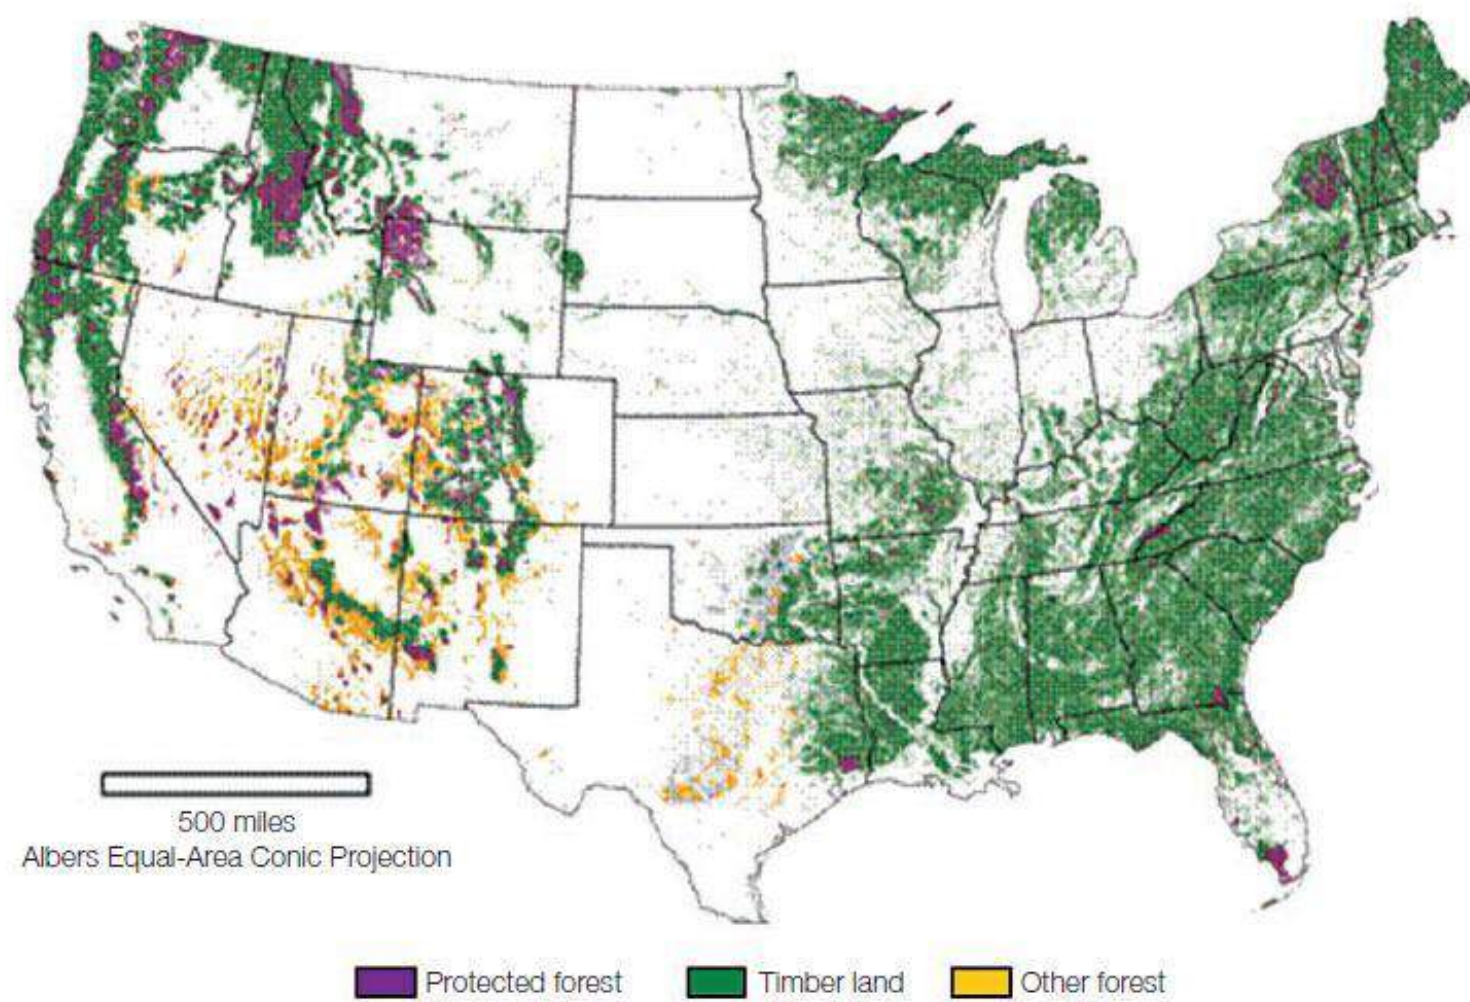 500 miles
Albers Equal-Area Conic Projection
Protected forest Timber land Other forest